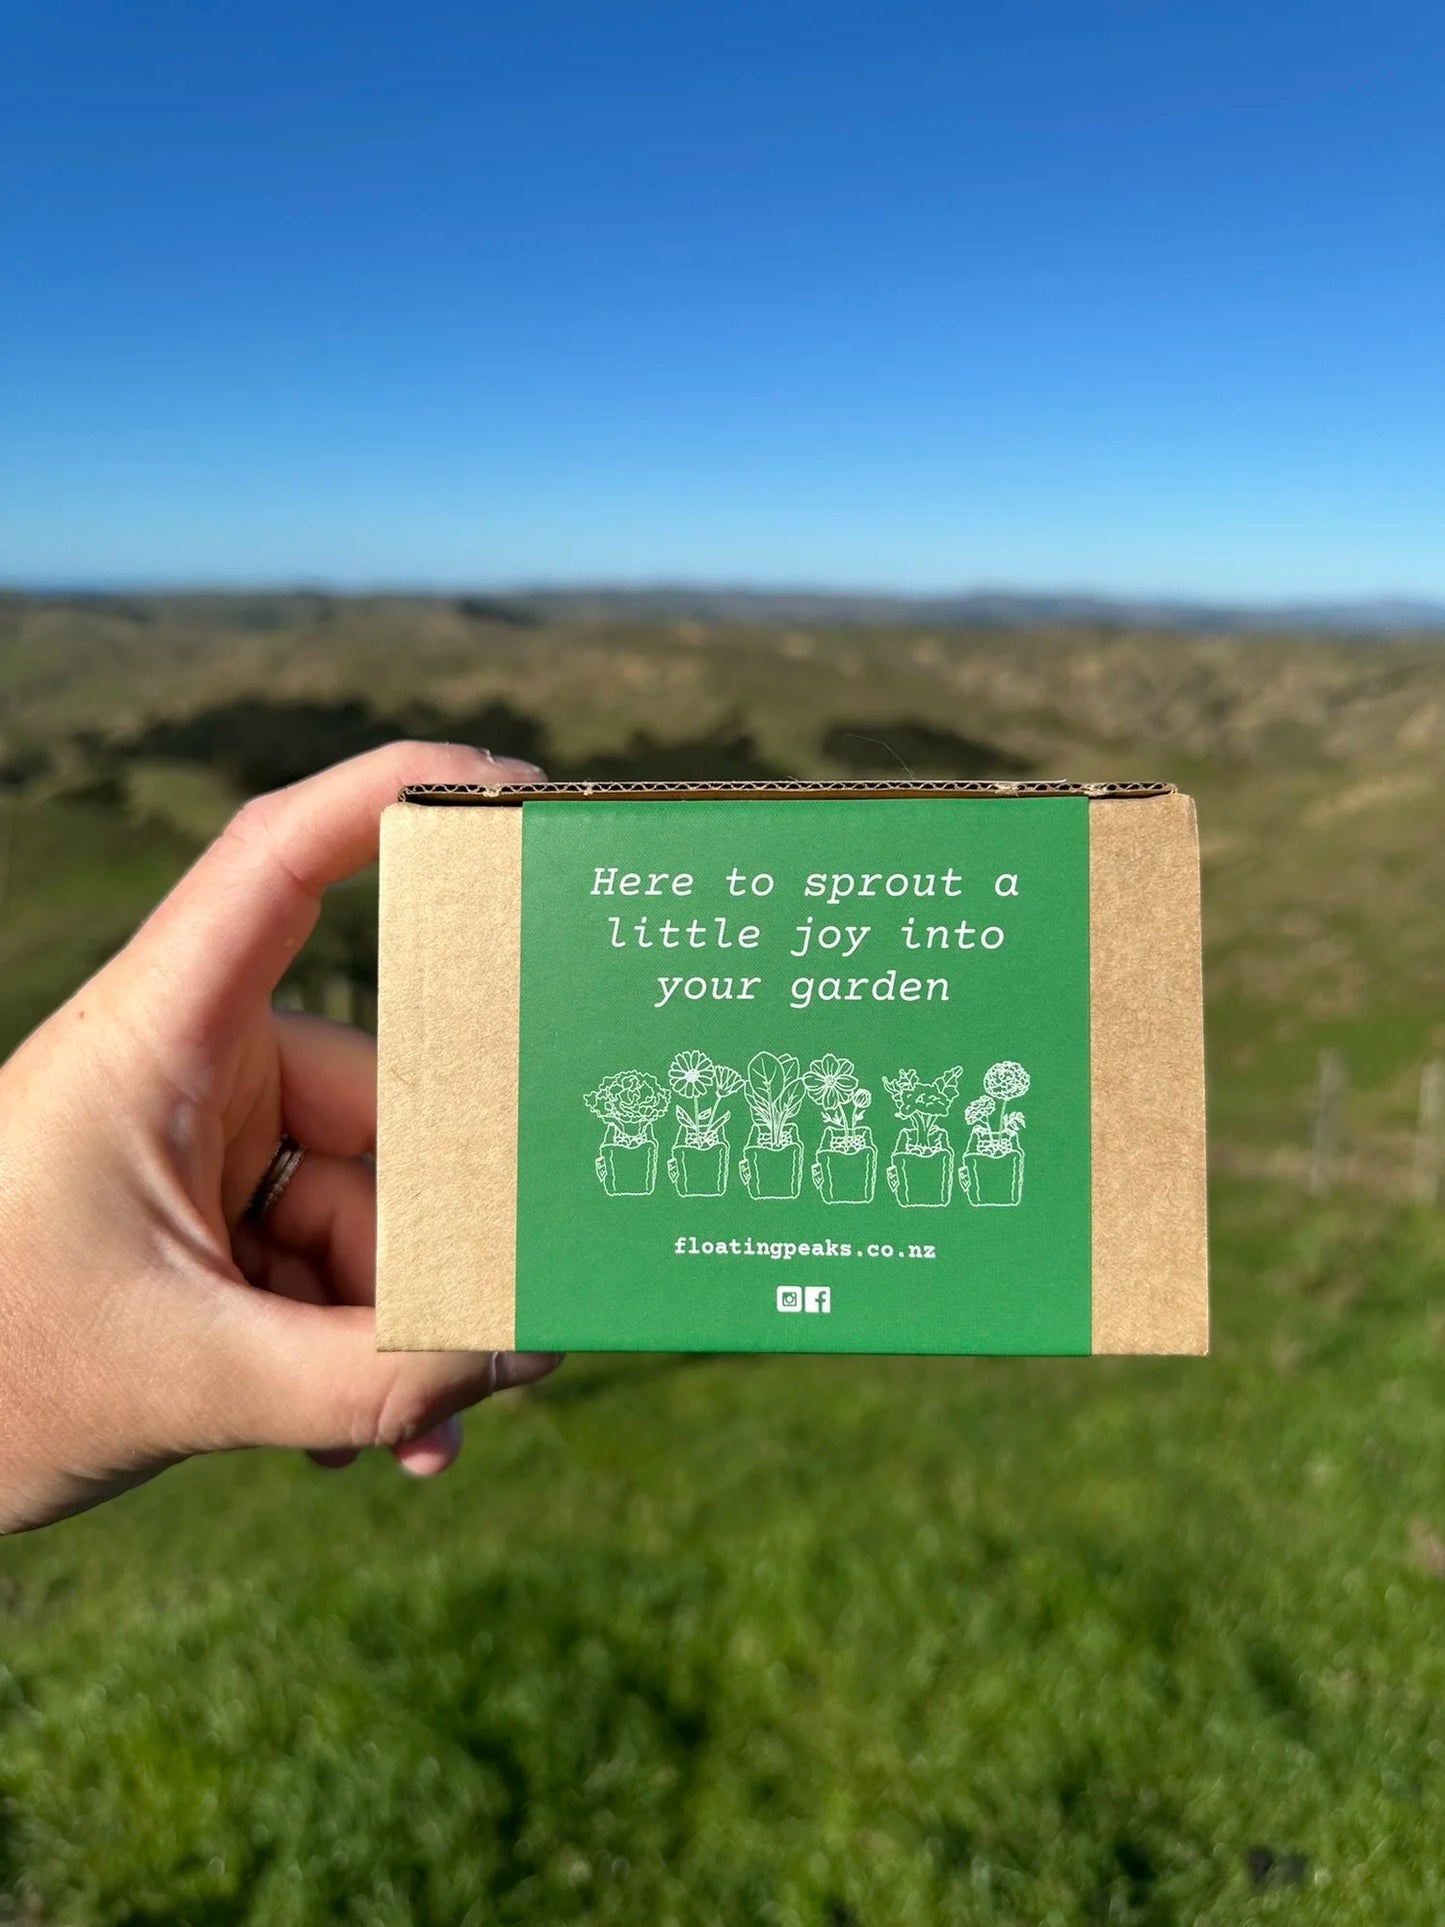 Here to sprout a
little joy into
your garden
floatingpeaks.co.nz